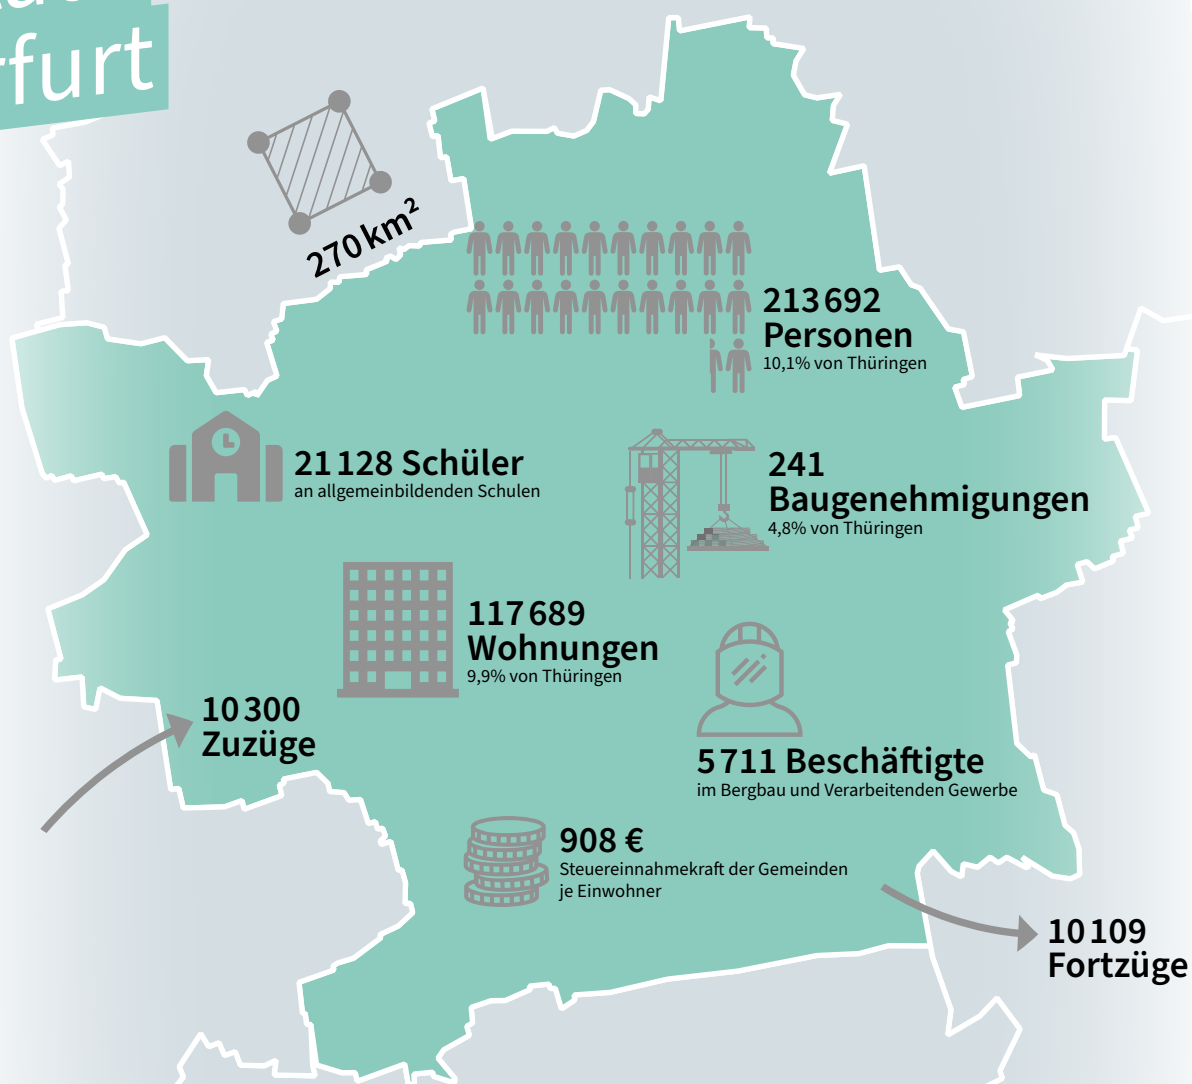 270 km²
213 692
Personen
10,1% von Thüringen
21 128 Schüler
an allgemeinbildenden Schulen
241
Baugenehmigungen
4,8% von Thüringen
117 689
Wohnungen
9,9% von Thüringen
10 300
Zuzüge
5 711 Beschäftigte
im Bergbau und Verarbeitenden Gewerbe
908 €
Steuereinnahmekraft der Gemeinden
je Einwohner
10 109
Fortzüge